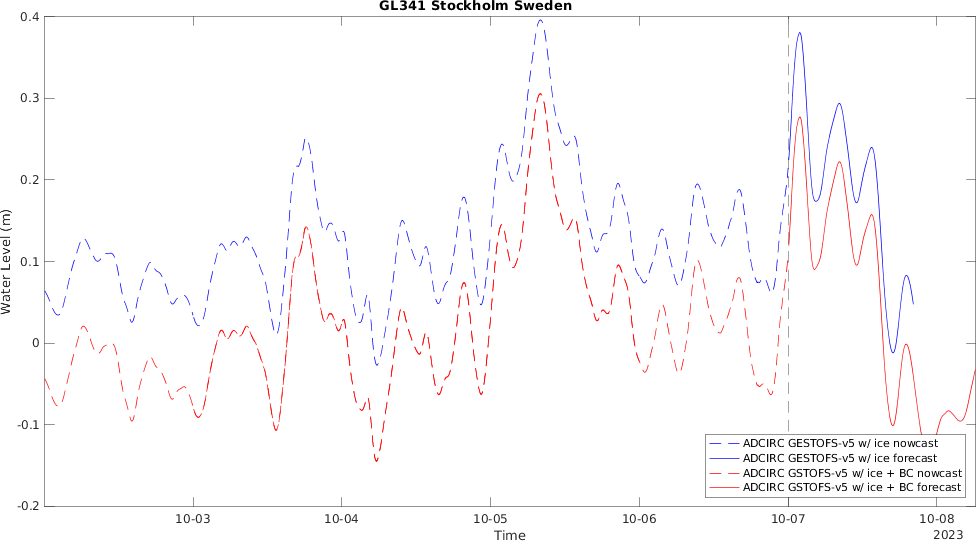 GL341 Stockholm Sweden
0.4
0.3
0.2
0.1
0
-0.1
-0.2
Water Level (m)
10-03
10-04
10-05
10-06
10-07
10-08
Time
2023
ADCIRC GESTOFS-v5 w/ ice nowcast
ADCIRC GESTOFS-v5 w/ ice forecast
ADCIRC GSTOFS-v5 w/ ice + BC nowcast
ADCIRC GSTOFS-v5 w/ ice + BC forecast